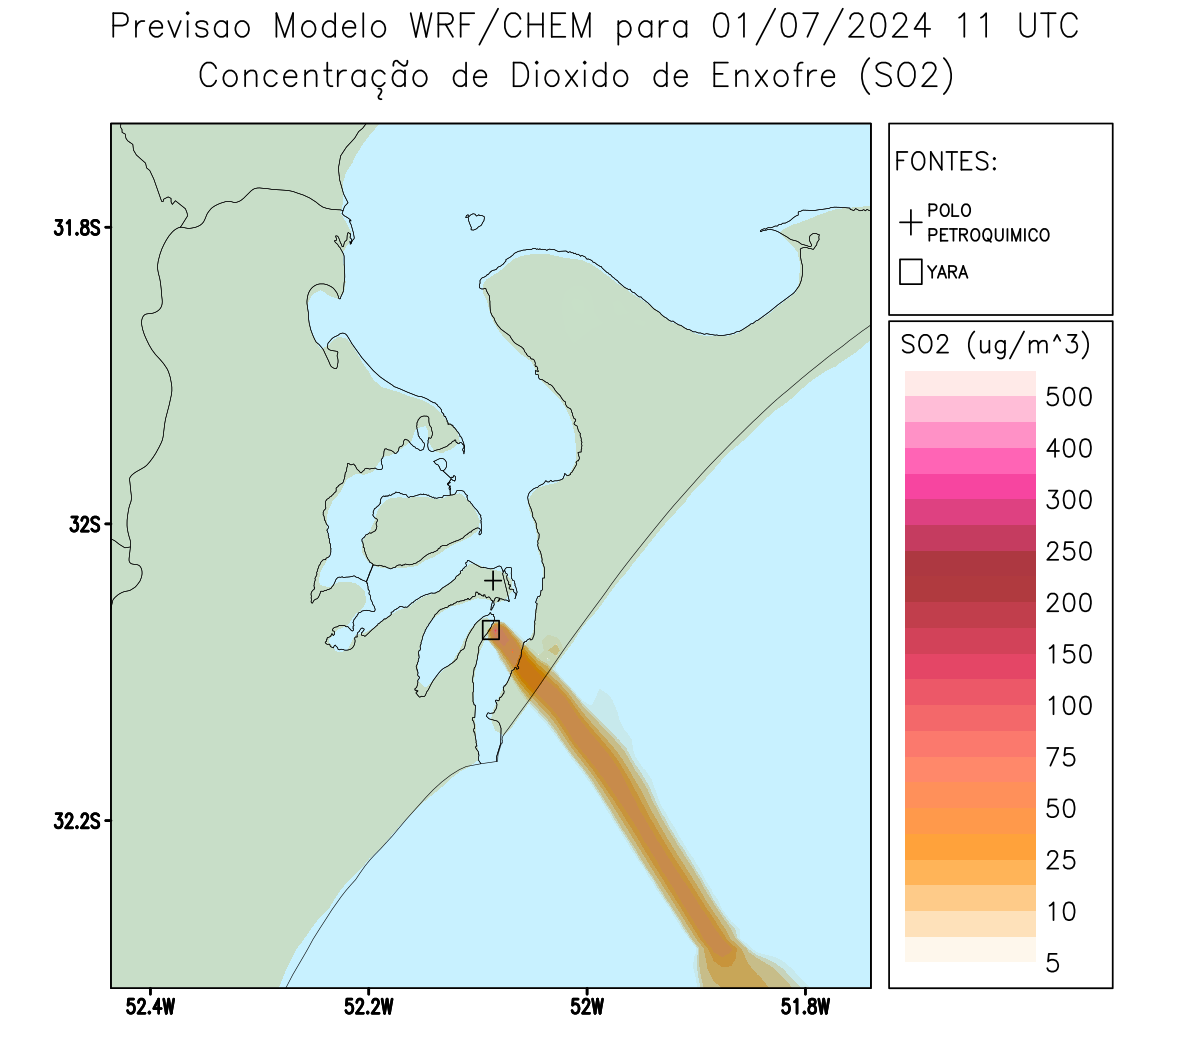 Previsao Modelo WRF/CHEM para 01/07/2024 11 UTC
Concentração de Dioxido de Enxofre (SO2)
FONTES:
POLO
PETROQUIMICO
YARA
SO2 (ug/m^3)
500
400
300
250
200
150
100
75
50
25
10
5
31.8S
32S
32.2S
52.4W
52.2W
52W
51.8W